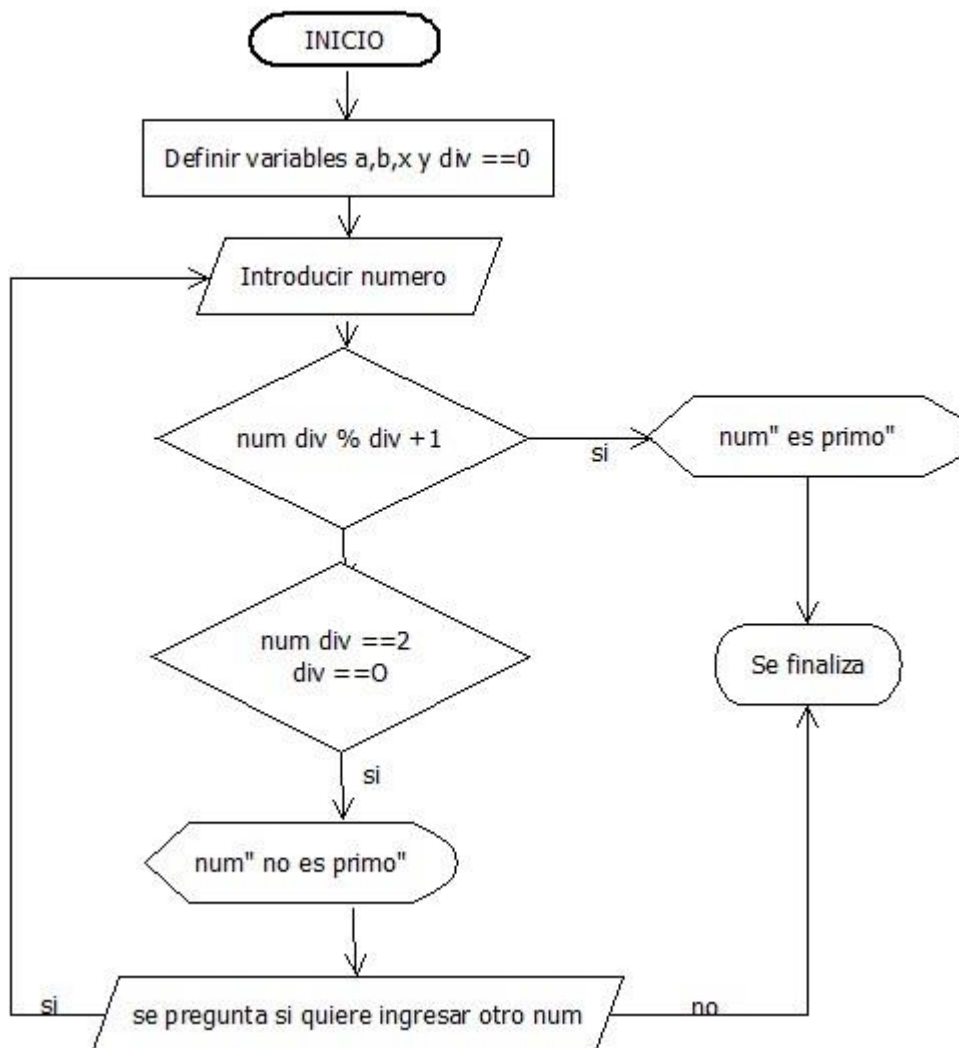 INICIO
Definir variables a,b,x y div ==0
Introducir numero
num div % div +1
si
num" es primo"
num div ==2
div ==O
Se finaliza
si
num" no es primo"
si
se pregunta si quiere ingresar otro num
no